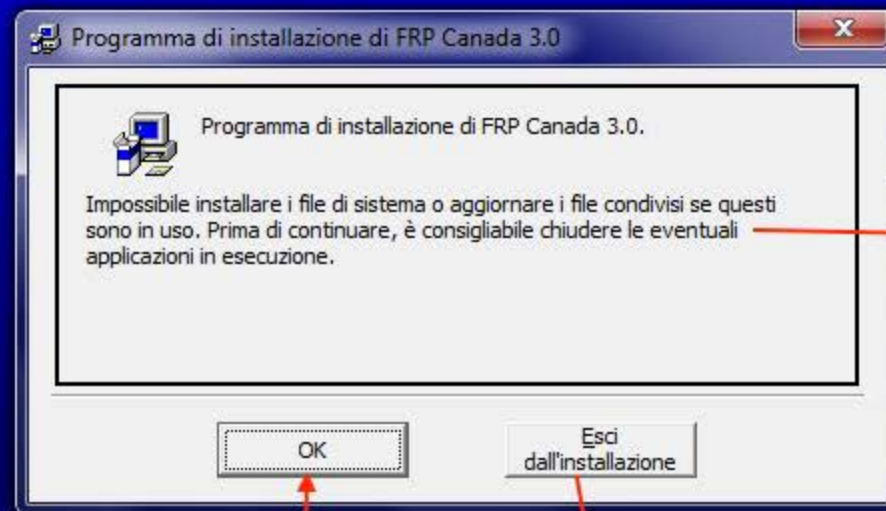 Programma di installazione di FRP Canada 3.0
Programma di installazione di FRP Canada 3.0.
Impossibile installare i file di sistema o aggiornare i file condivisi se questi
sono in uso. Prima di continuare, è consigliabile chiudere le eventuali
applicazioni in esecuzione.
OK
Esci
dall'installazione